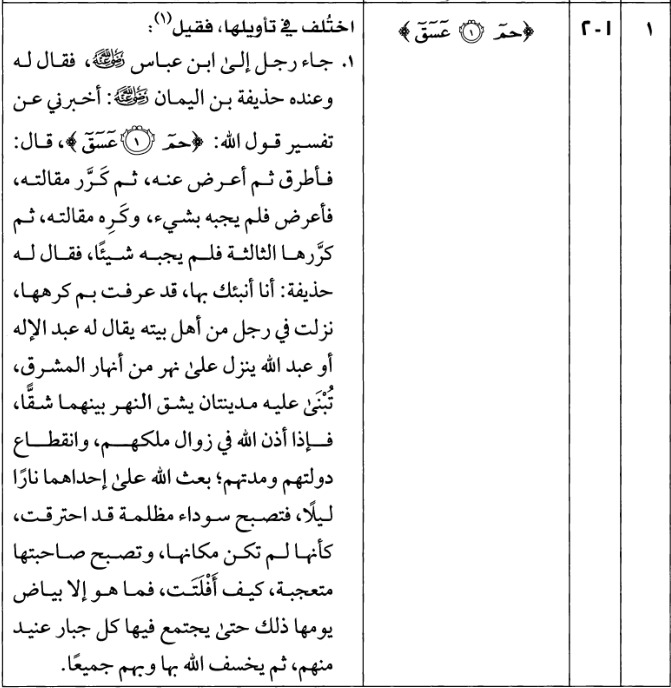 ١
١-٢
﴿حمٓ ١ عٓسٓقٓ﴾
اختُلف في تأويلها، فقيل(١):
١. جاء رجل إلىٰ ابن عباس رضي الله عنه، فقال له
وعنده حذيفة بن اليمان رضي الله عنه: أخبرني عن
تفسير قول الله: ﴿حمٓ ١ عٓسٓقٓ﴾، قال:
فأطرق ثم أعرض عنه، ثم كَرَّر مقالته،
فأعرض فلم يجبه بشيء، وكَرِه مقالته، ثم
كرَّرها الثالثة فلم يجبه شيئًا، فقال له
حذيفة: أنا أنبئك بها، قد عرفت بم كرهها،
نزلت في رجل من أهل بيته يقال له عبد الإله
أو عبد الله ينزل علىٰ نهر من أنهار المشرق،
تُبْنَىٰ عليه مدينتان يشق النهر بينهما شقًّا،
فإذا أذن الله في زوال ملكهم، وانقطاع
دولتهم ومدتهم؛ بعث الله علىٰ إحداهما نارًا
ليلًا، فتصبح سوداء مظلمة قد احترقت،
كأنها لم تكن مكانها، وتصبح صاحبتها
متعجبة، كيف أَفْلَتَت، فما هو إلا بياض
يومها ذلك حتىٰ يجتمع فيها كل جبار عنيد
منهم، ثم يخسف الله بها وبهم جميعًا.